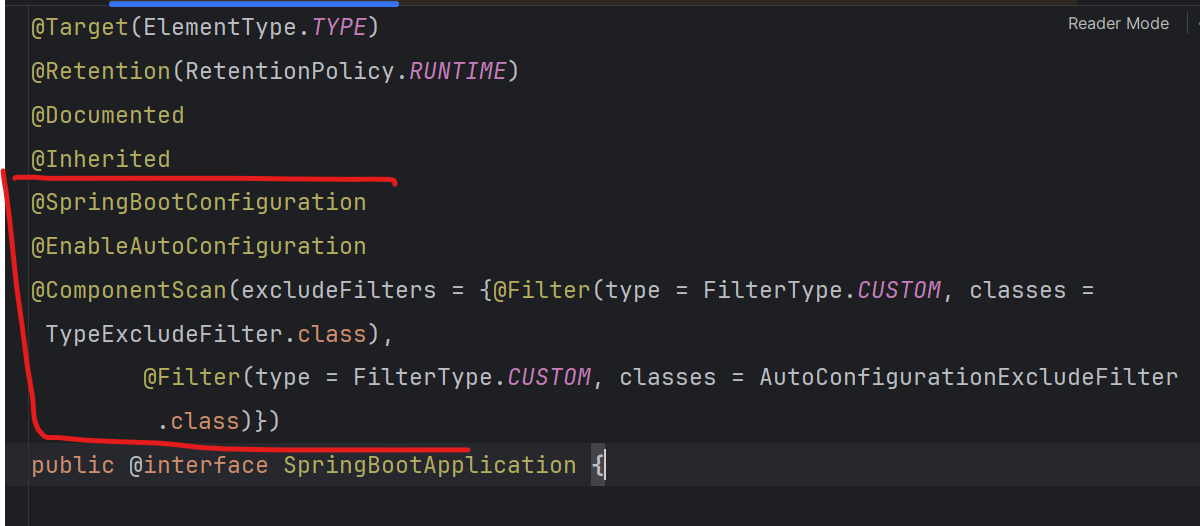 @Target(ElementType.TYPE)
Reader Mode
@Retention(RetentionPolicy.RUNTIME)
@Documented
@Inherited
@SpringBootConfiguration
@EnableAutoConfiguration
@ComponentScan(excludeFilters = {@Filter(type = FilterType.CUSTOM, classes =
TypeExcludeFilter.class),
@Filter(type = FilterType.CUSTOM, classes = AutoConfigurationExcludeFilter
.class)})
public @interface SpringBootApplication {